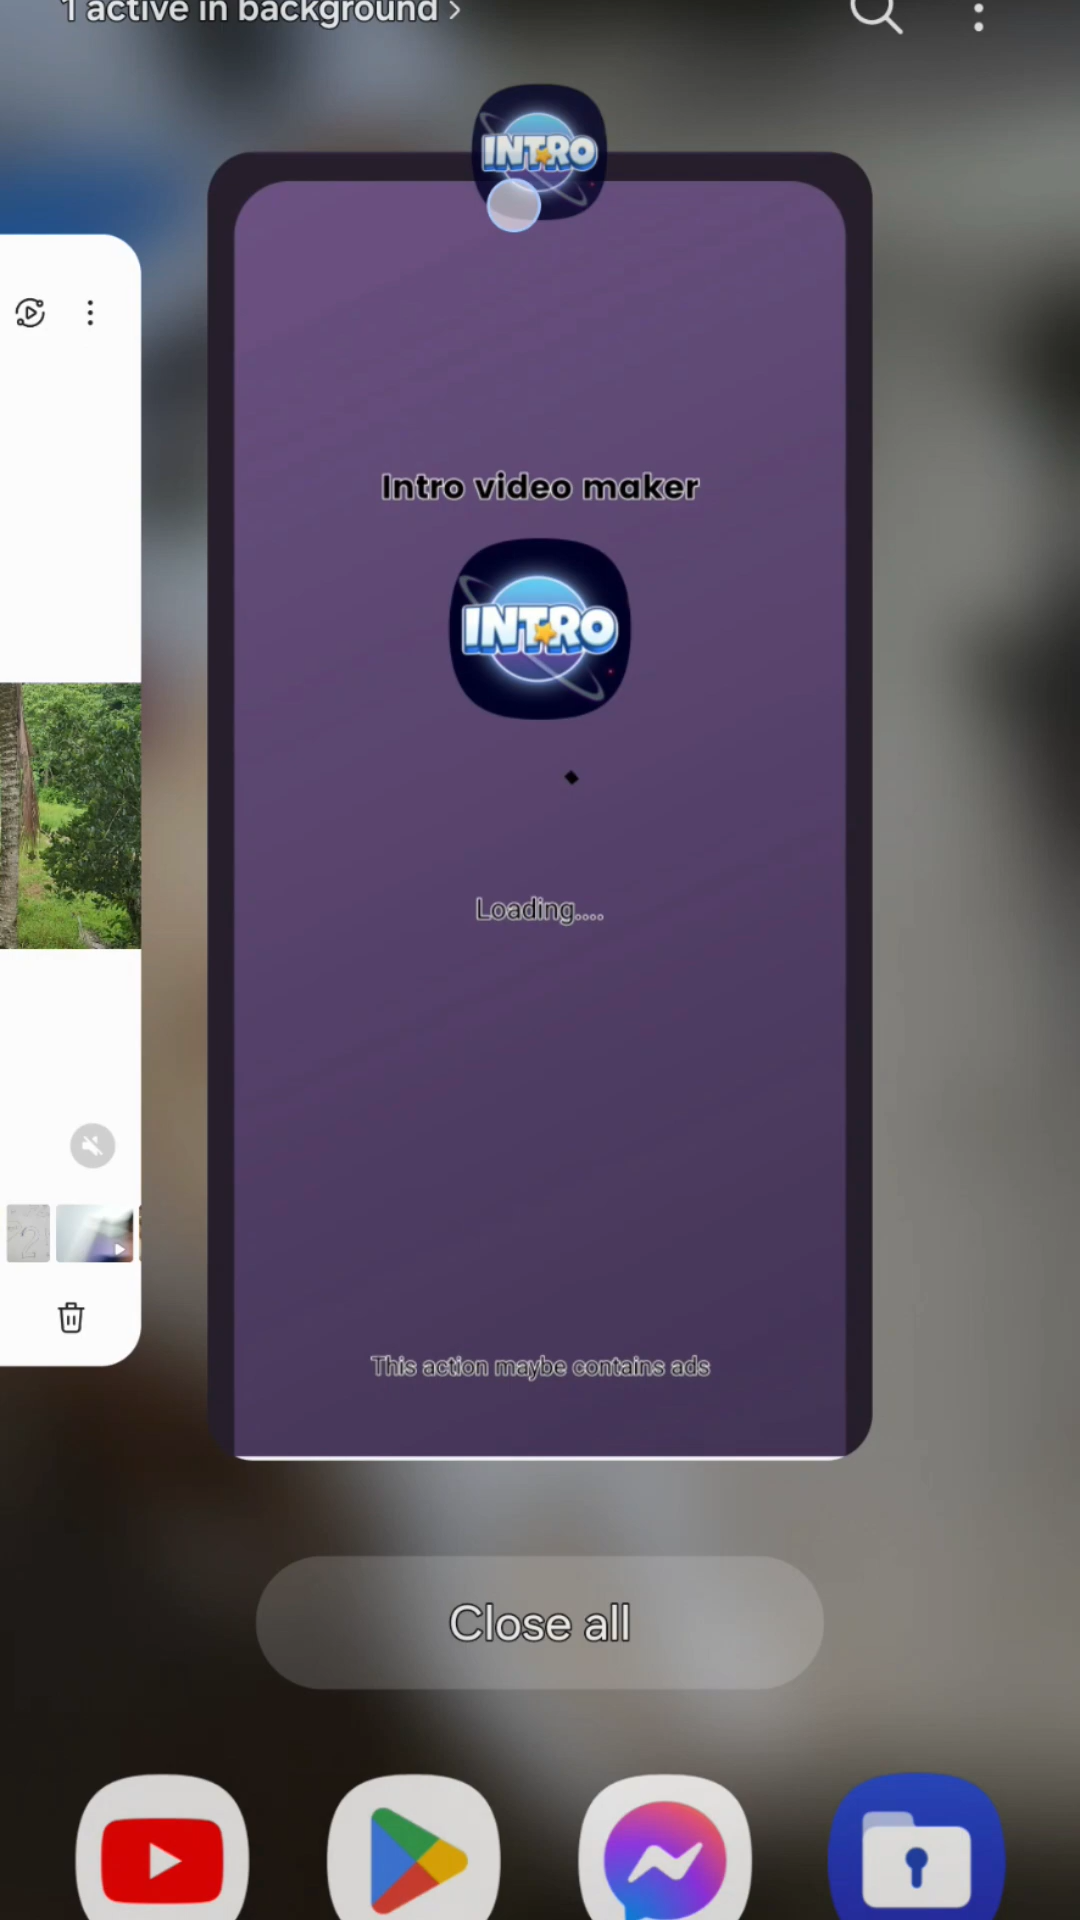 1 active in background >
INTRO
Intro video maker
INTRO
Loading....
This action maybe contains ads
Close all